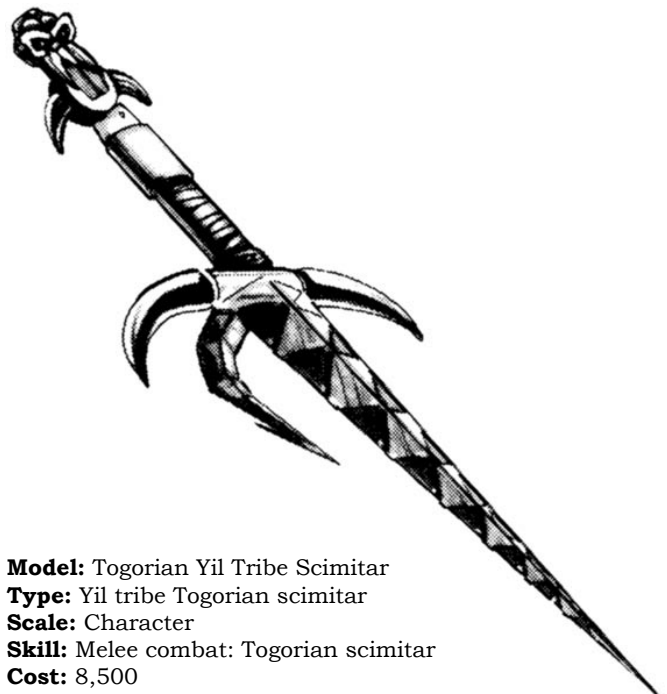 Model: Togorian Yil Tribe Scimitar
Type: Yil tribe Togorian scimitar
Scale: Character
Skill: Melee combat: Togorian scimitar
Cost: 8,500